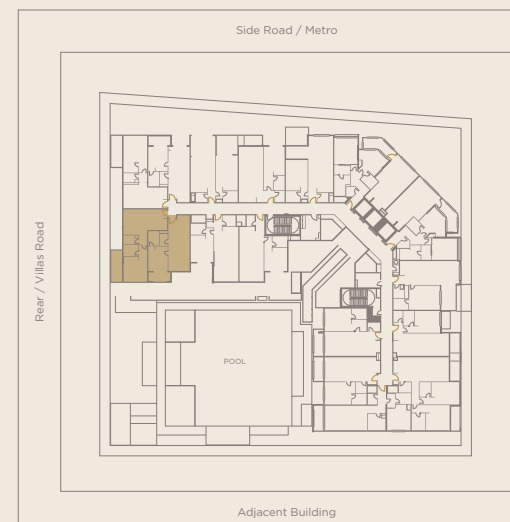 Side Road / Metro
Rear / Villas Road
POOL
Adjacent Building